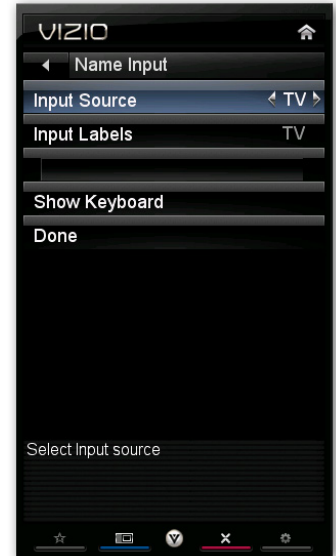 VIZIO
Name Input
Input Source TV
Input Labels TV
Show Keyboard
Done
Select Input source